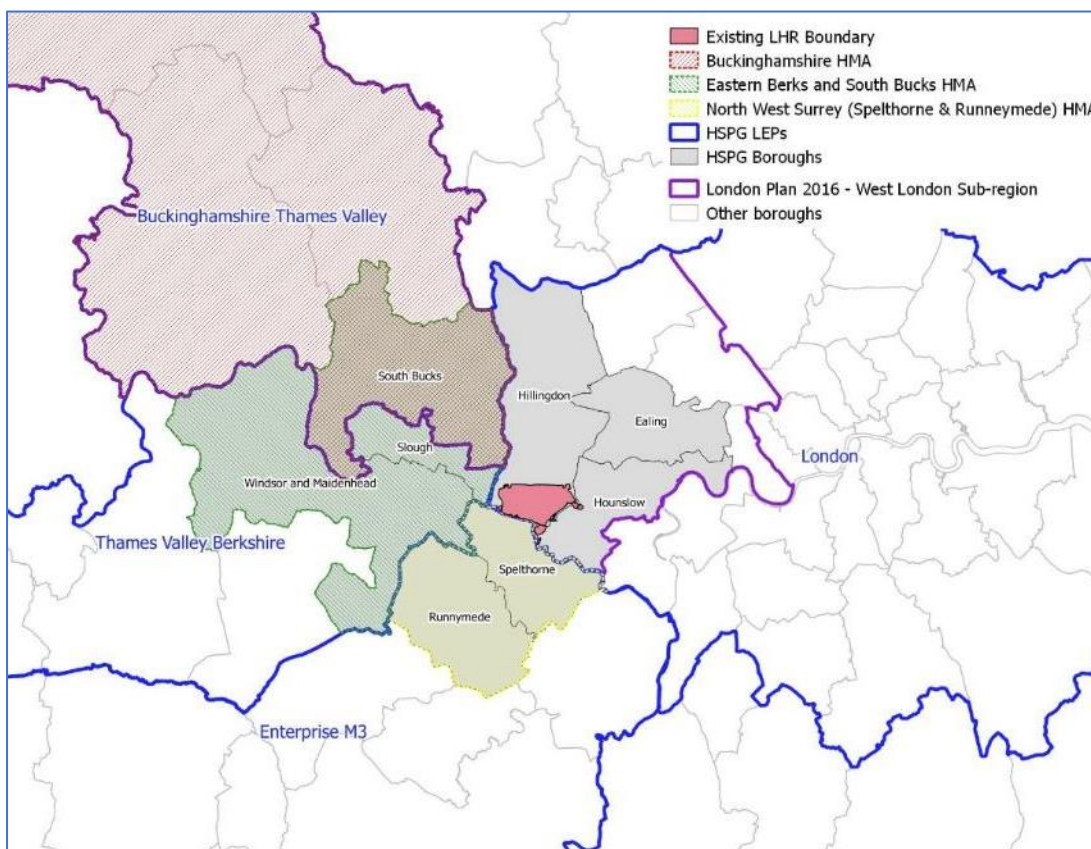 Existing LHR Boundary
Buckinghamshire HMA
Eastern Berks and South Bucks HMA
North West Surrey (Spelthorne & Runneymede) HMA
HSPG LEPs
HSPG Boroughs
London Plan 2016 - West London Sub-region
Other boroughs
Buckinghamshire Thames Valley
South Bucks
Hillingdon
Ealing
Slough
London
Windsor and Maidenhead
Hounslow
Thames Valley Berkshire
Spelthorne
Runnymede
Enterprise M3